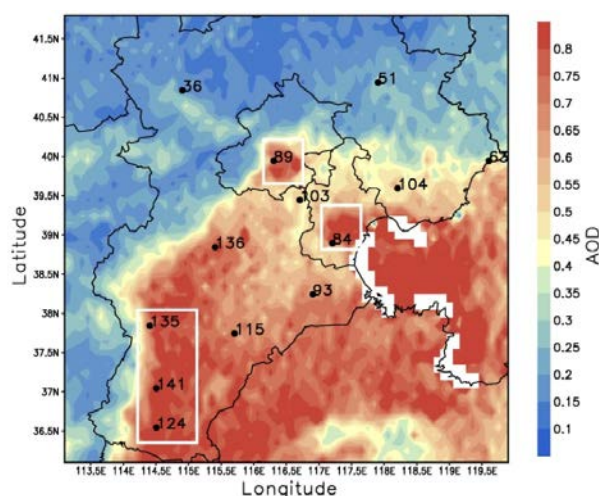 41.5N
41N
40.5N
40N
39.5N
39N
38.5N
38N
37.5N
37N
36.5N
Latitude
36
51
89
53
103
104
136
84
93
135
115
141
124
113.5E
114E
114.5E
115E
115.5E
116E
116.5E
117E
117.5E
118E
118.5E
119E
119.5E
Longitude
0.8
0.75
0.7
0.65
0.6
0.55
0.5
0.45
0.4
0.35
0.3
0.25
0.2
0.15
0.1
AOD